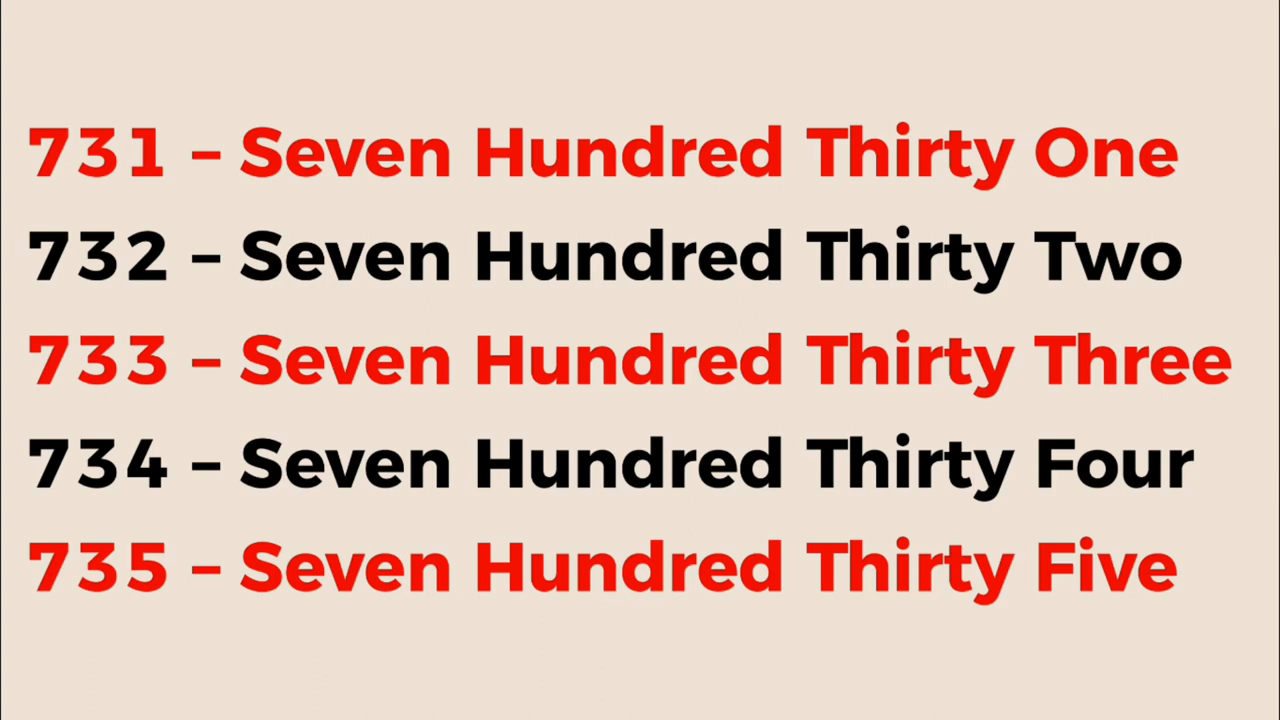 731 – Seven Hundred Thirty One
732 – Seven Hundred Thirty Two
733 – Seven Hundred Thirty Three
734 – Seven Hundred Thirty Four
735 – Seven Hundred Thirty Five